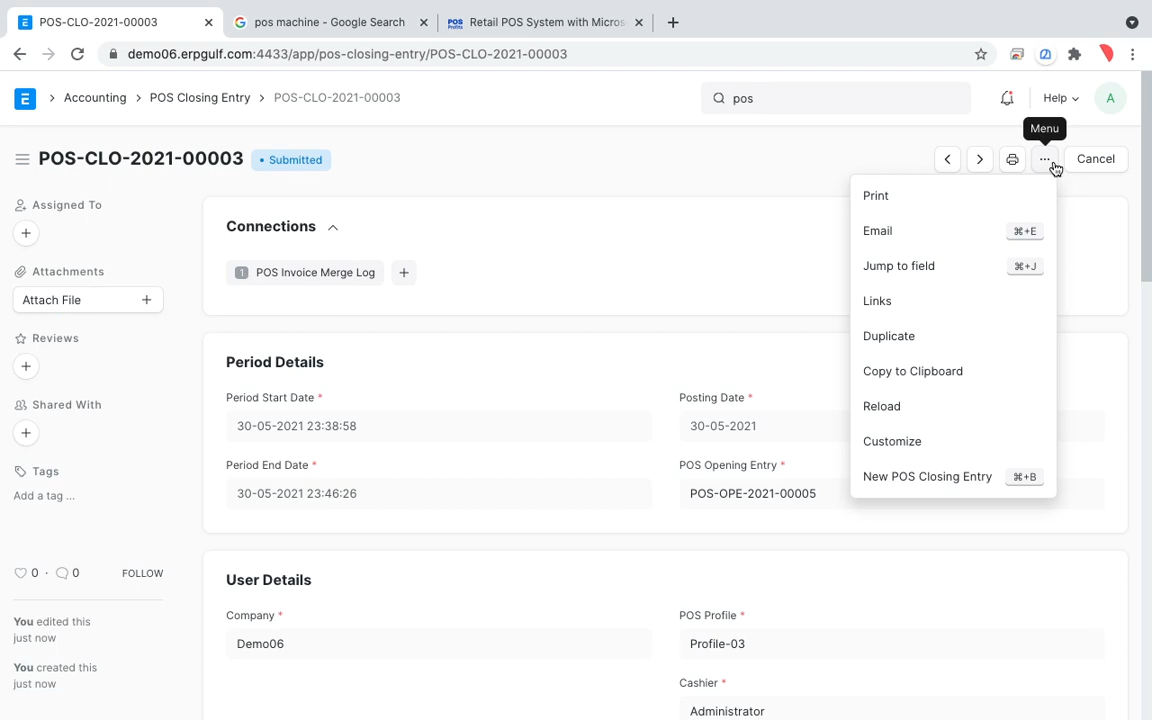 POS-CLO-2021-00003
pos machine - Google Search
POS Profits Retail POS System with Micros
demo06.erpgulf.com:4433/app/pos-closing-entry/POS-CLO-2021-00003
E > Accounting > POS Closing Entry > POS-CLO-2021-00003
pos
Help
A
Menu
POS-CLO-2021-00003
• Submitted
...
Cancel
Assigned To
Attachments
Attach File
Reviews
Shared With
Tags
Add a tag ...
0 · 0 FOLLOW
You edited this
just now
You created this
just now
Connections
1 POS Invoice Merge Log
Period Details
Period Start Date *
30-05-2021 23:38:58
Posting Date *
30-05-2021
Period End Date *
30-05-2021 23:46:26
POS Opening Entry *
POS-OPE-2021-00005
User Details
Company *
Demo06
POS Profile *
Profile-03
Cashier *
Administrator
Print
Email ⌘+E
Jump to field ⌘+J
Links
Duplicate
Copy to Clipboard
Reload
Customize
New POS Closing Entry ⌘+B